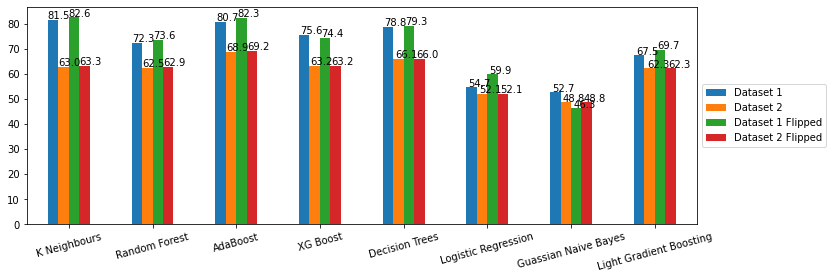 81.5 82.6 63.0 63.3
72.3 73.6 62.5 62.9
80.7 82.3 68.9 69.2
75.6 74.4 63.2 63.2
78.8 79.3 66.1 66.0
54.7 59.9 52.1 52.1
52.7 48.8 46.3 48.8
67.5 69.7 62.3 62.3
80
70
60
50
40
30
20
10
0
K Neighbours
Random Forest
AdaBoost
XG Boost
Decision Trees
Logistic Regression
Guassian Naive Bayes
Light Gradient Boosting
Dataset 1
Dataset 2
Dataset 1 Flipped
Dataset 2 Flipped